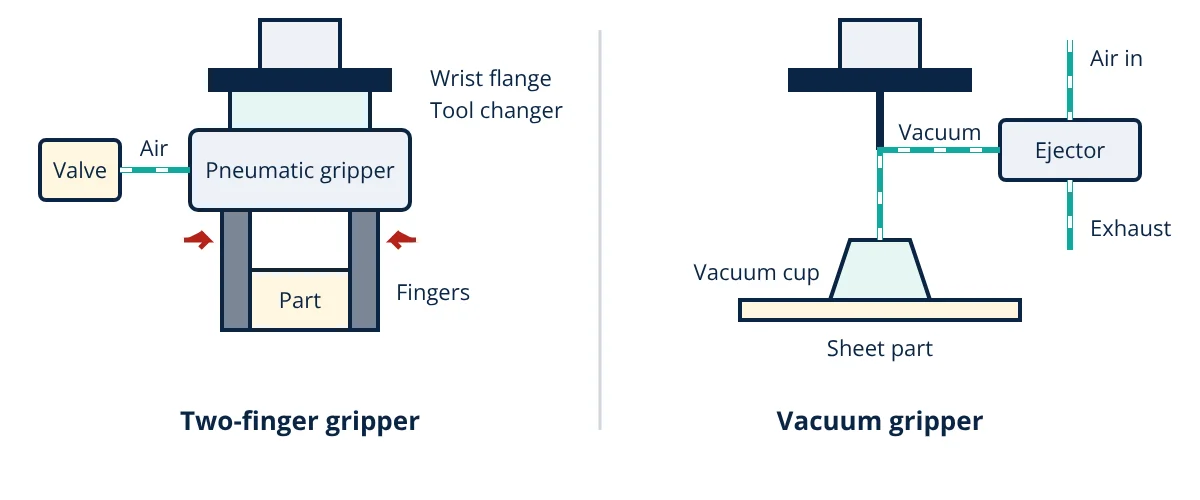 Wrist flange
Tool changer
Valve
Air
Pneumatic gripper
Part
Fingers
Two-finger gripper
Air in
Vacuum
Ejector
Exhaust
Vacuum cup
Sheet part
Vacuum gripper